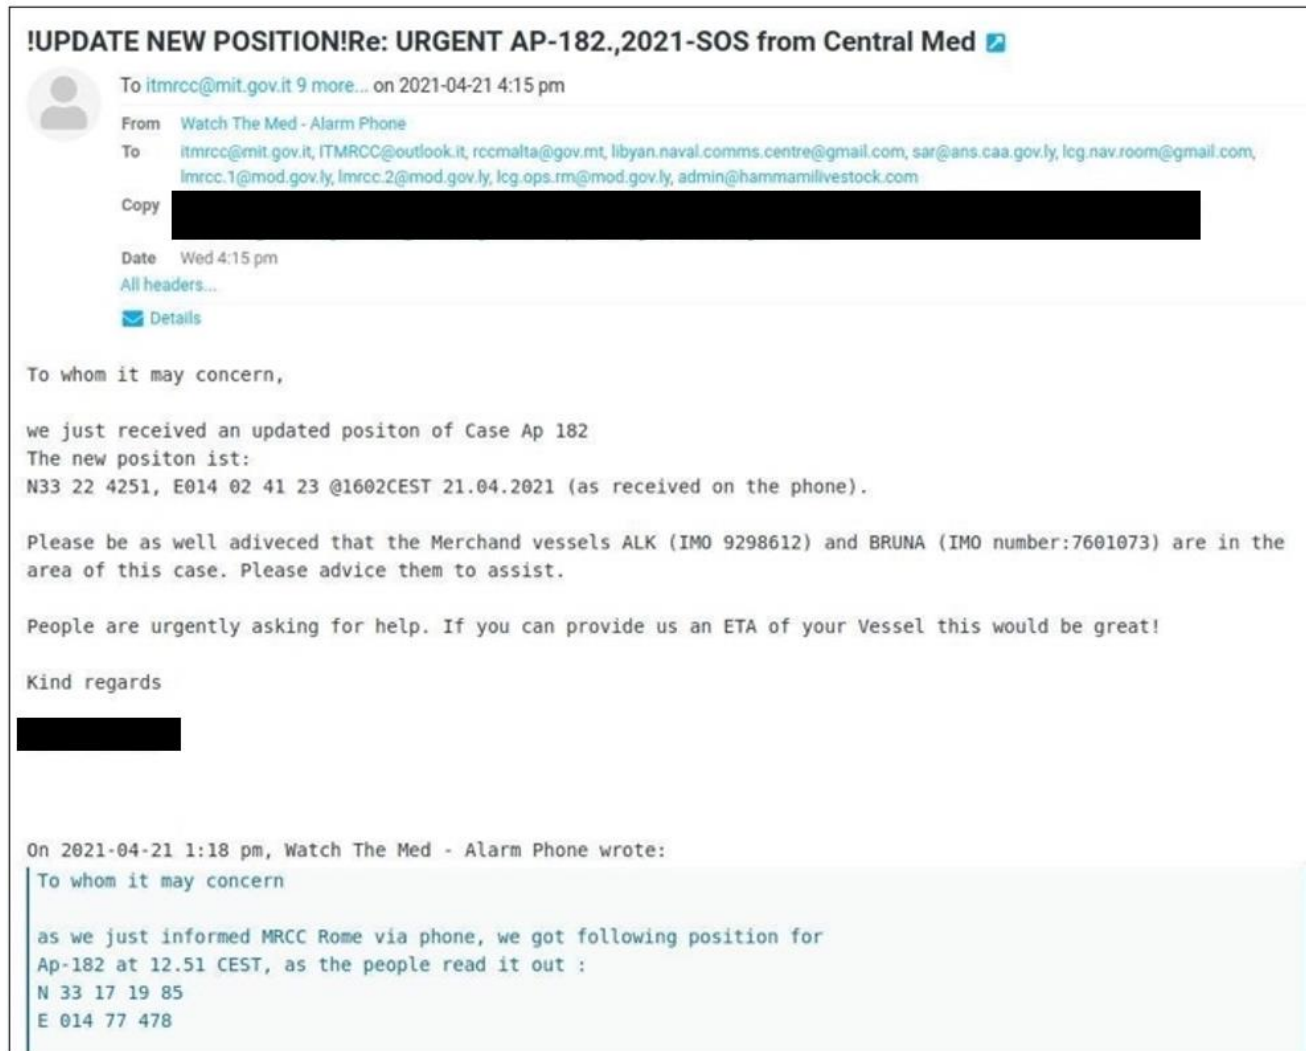 !UPDATE NEW POSITION!Re: URGENT AP-182.,2021-SOS from Central Med
To itmrcc@mit.gov.it 9 more... on 2021-04-21 4:15 pm
From Watch The Med - Alarm Phone
To itmrcc@mit.gov.it, ITMRCC@outlook.it, rccmalta@gov.mt, libyan.naval.comms.centre@gmail.com, sar@ans.caa.gov.ly, lcg.nav.room@gmail.com,
lmrcc.1@mod.gov.ly, lmrcc.2@mod.gov.ly, lcg.ops.rm@mod.gov.ly, admin@hammamilivestock.com
Copy
Date Wed 4:15 pm
All headers...
Details
To whom it may concern,
we just received an updated positon of Case Ap 182
The new positon ist:
N33 22 4251, E014 02 41 23 @1602CEST 21.04.2021 (as received on the phone).
Please be as well adiveced that the Merchand vessels ALK (IMO 9298612) and BRUNA (IMO number:7601073) are in the
area of this case. Please advice them to assist.
People are urgently asking for help. If you can provide us an ETA of your Vessel this would be great!
Kind regards
On 2021-04-21 1:18 pm, Watch The Med - Alarm Phone wrote:
To whom it may concern
as we just informed MRCC Rome via phone, we got following position for
Ap-182 at 12.51 CEST, as the people read it out :
N 33 17 19 85
E 014 77 478